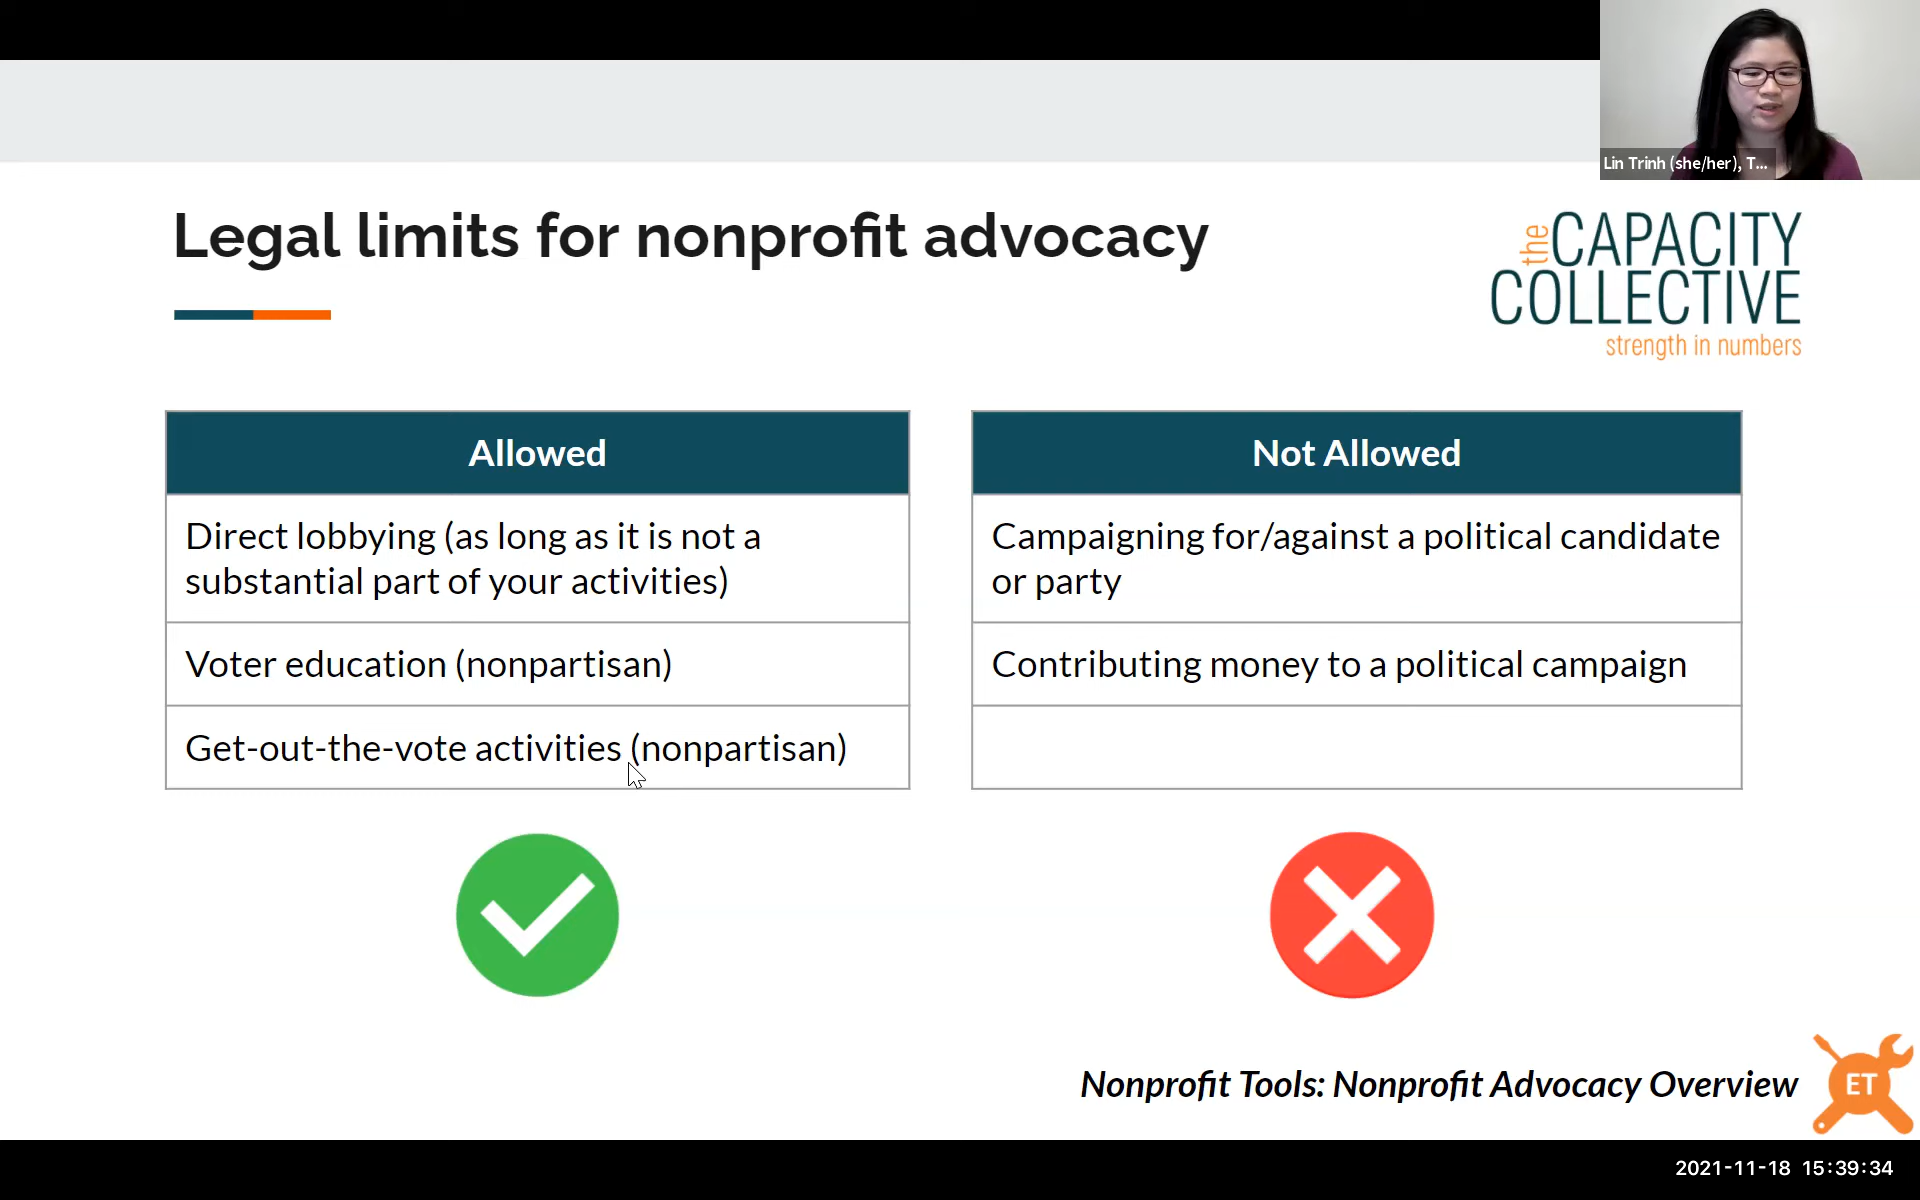 Lin Trinh (she/her), T...
Legal limits for nonprofit advocacy
the CAPACITY
COLLECTIVE
strength in numbers
Allowed
Direct lobbying (as long as it is not a
substantial part of your activities)
Voter education (nonpartisan)
Get-out-the-vote activities (nonpartisan)
Not Allowed
Campaigning for/against a political candidate
or party
Contributing money to a political campaign
Nonprofit Tools: Nonprofit Advocacy Overview
ET
2021-11-18 15:39:34